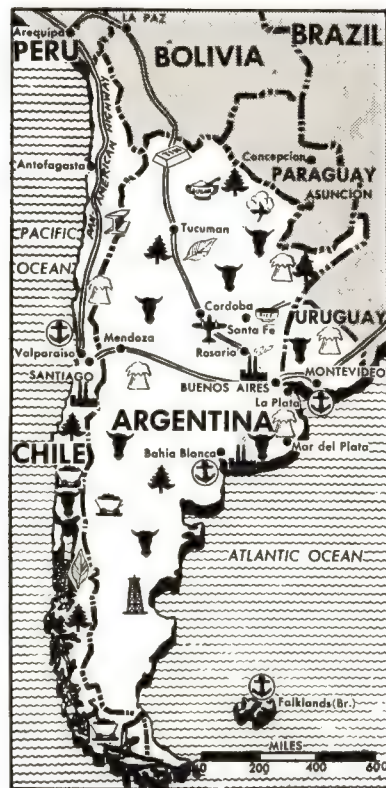 LA PAZ
Arequipa
PERU
BOLIVIA
BRAZIL
PAN AMERICAN HIGHWAY
Concepcion
PARAGUAY
ASUNCION
Antofagasta
PACIFIC
OCEAN
Tucuman
Cordoba
Santa Fe
URUGUAY
Rosario
Mendoza
Valparaiso
SANTIAGO
BUENOS AIRES
MONTEVIDEO
La Plata
ARGENTINA
CHILE
Bahia Blanca
Mar del Plata
ATLANTIC OCEAN
Falklands (Br.)
MILES
200
400
600